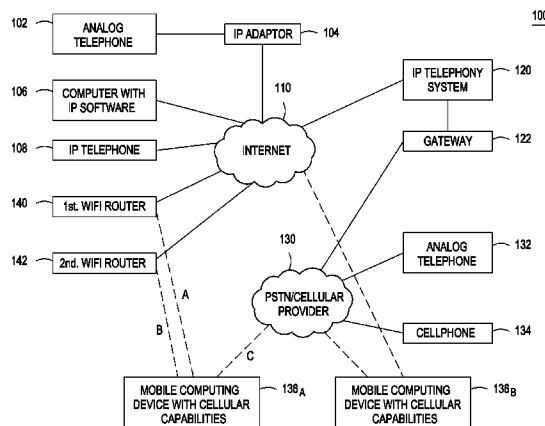 100
102
ANALOG
TELEPHONE
IP ADAPTOR
104
106
COMPUTER WITH
IP SOFTWARE
110
IP TELEPHONY
SYSTEM
120
108
IP TELEPHONE
INTERNET
GATEWAY
122
140
1st. WIFI ROUTER
142
2nd. WIFI ROUTER
130
ANALOG
TELEPHONE
132
A
B
PSTN/CELLULAR
PROVIDER
C
CELLPHONE
134
MOBILE COMPUTING
DEVICE WITH CELLULAR
CAPABILITIES
136A
MOBILE COMPUTING
DEVICE WITH CELLULAR
CAPABILITIES
136B